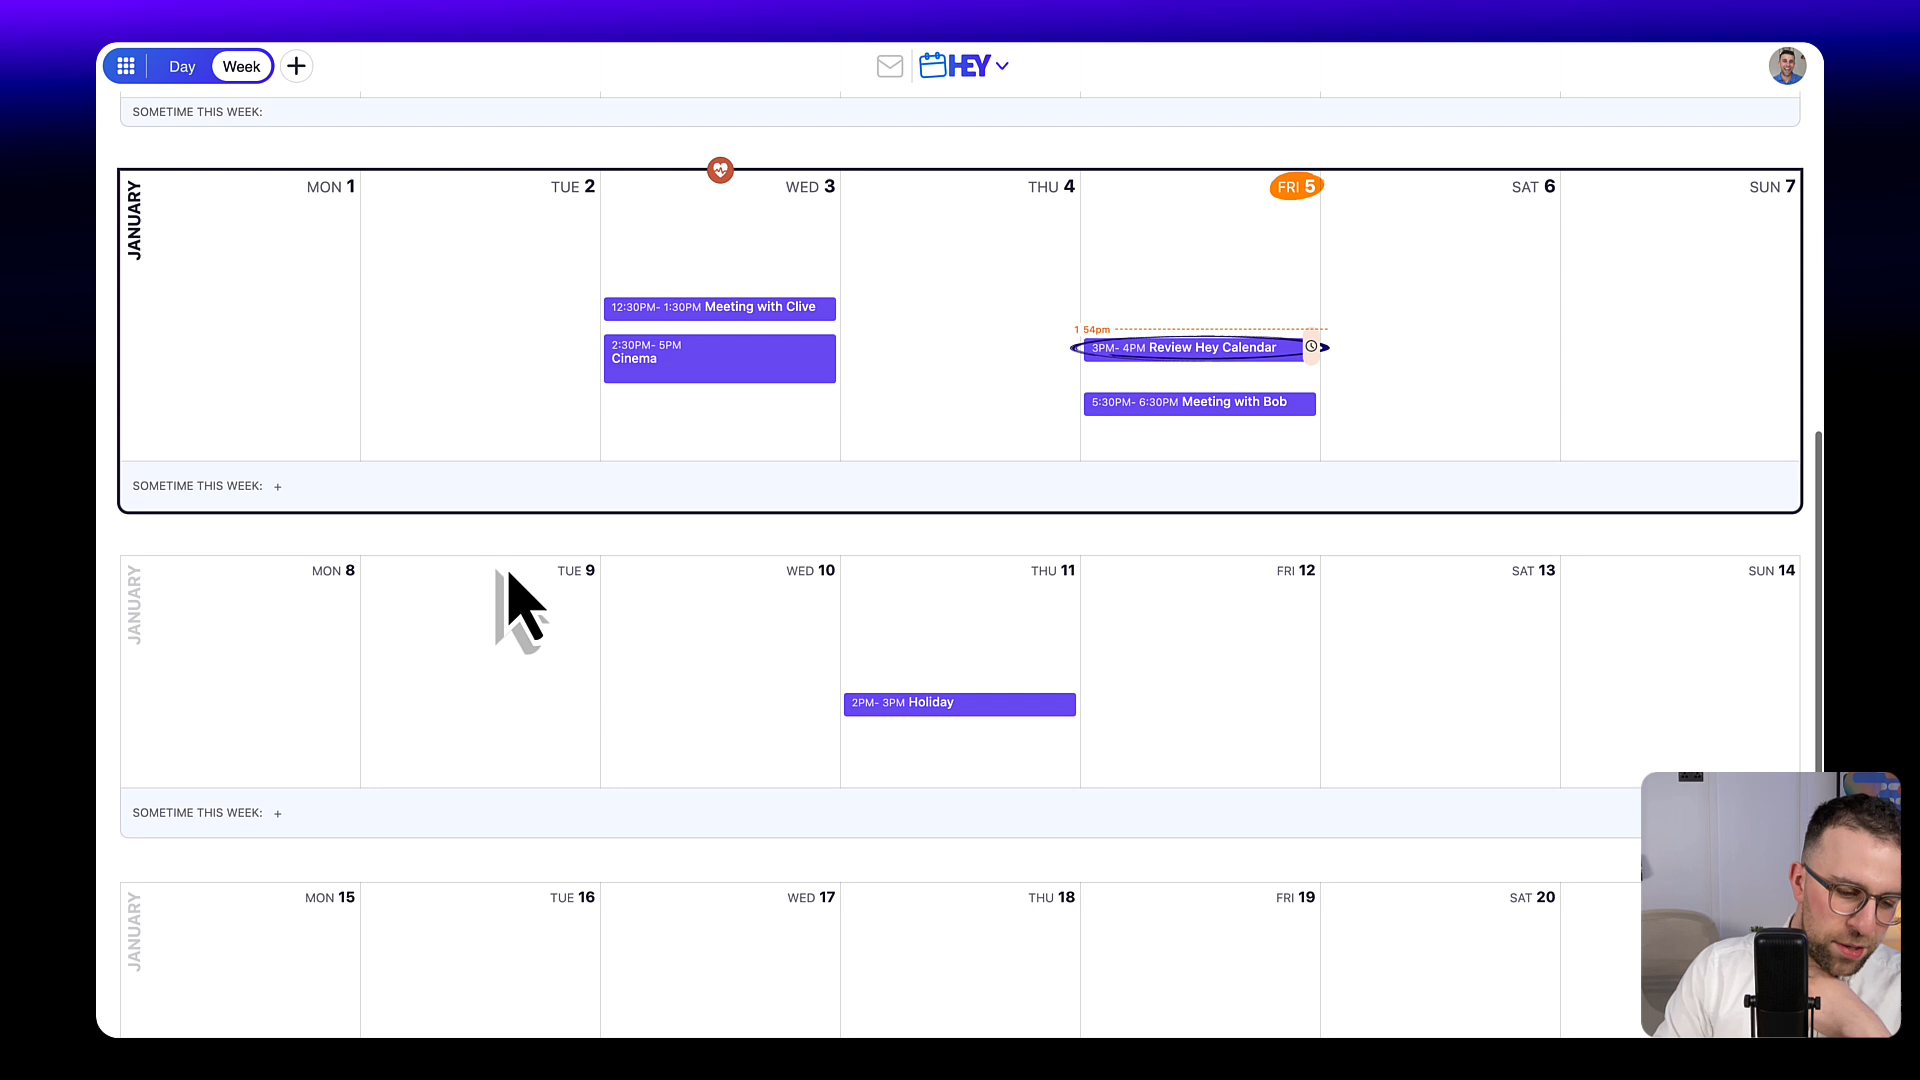 Day Week HEY
SOMETIME THIS WEEK:
JANUARY
MON 1 TUE 2 WED 3 THU 4 FRI 5 SAT 6 SUN 7
12:30PM- 1:30PM Meeting with Clive
2:30PM- 5PM
Cinema
1 54pm
3PM- 4PM Review Hey Calendar
5:30PM- 6:30PM Meeting with Bob
SOMETIME THIS WEEK: +
JANUARY
MON 8 TUE 9 WED 10 THU 11 FRI 12 SAT 13 SUN 14
2PM- 3PM Holiday
SOMETIME THIS WEEK: +
JANUARY
MON 15 TUE 16 WED 17 THU 18 FRI 19 SAT 20